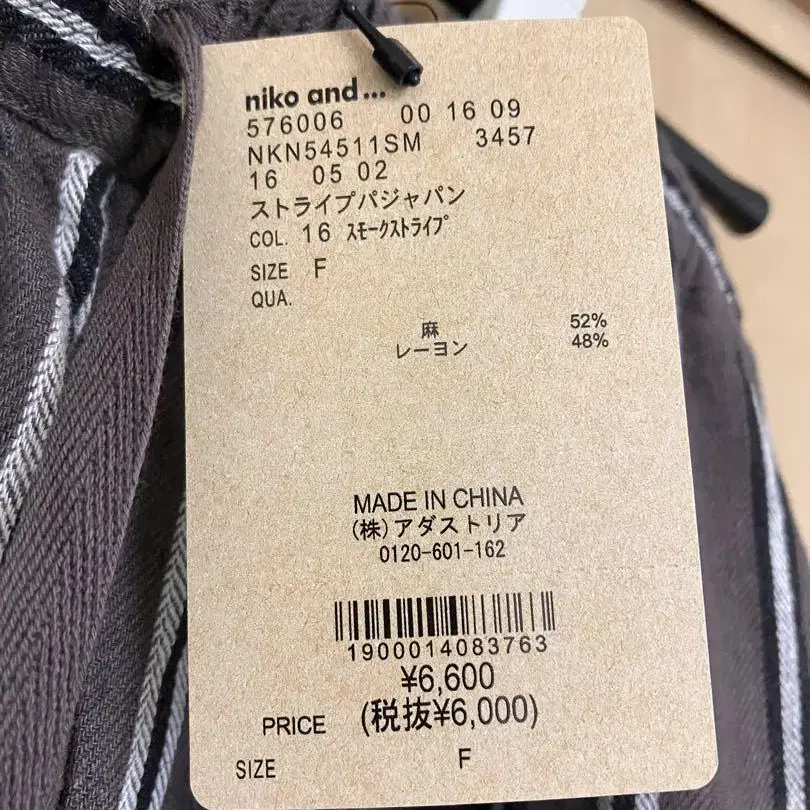 niko and...
576006 00 16 09
NKN54511SM 3457
16 05 02
ストライプパジャパン
COL. 16 スモークストライプ
SIZE F
QUA.
麻 52%
レーヨン 48%
MADE IN CHINA
(株)アダストリア
0120-601-162
1900014083763
¥6,600
PRICE (税抜¥6,000)
SIZE F